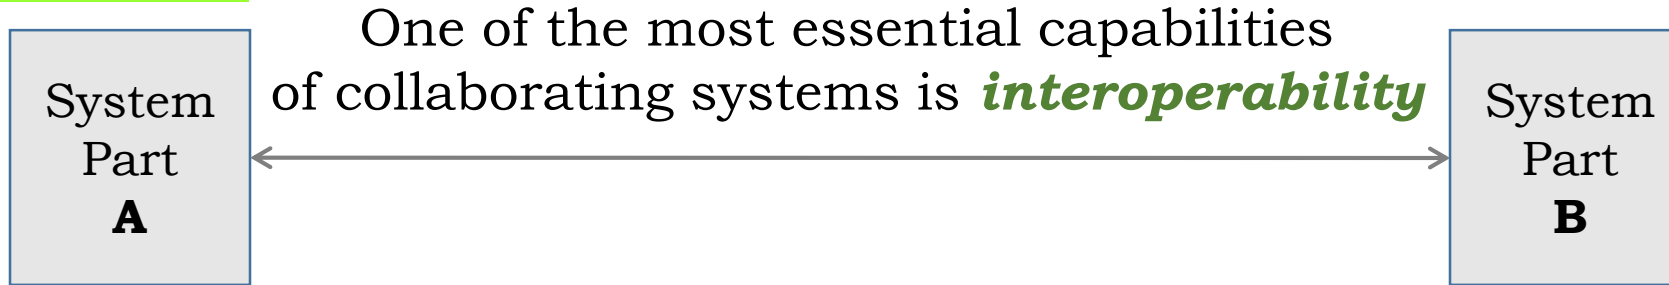 One of the most essential capabilities
of collaborating systems is interoperability
System
Part
A
System
Part
B